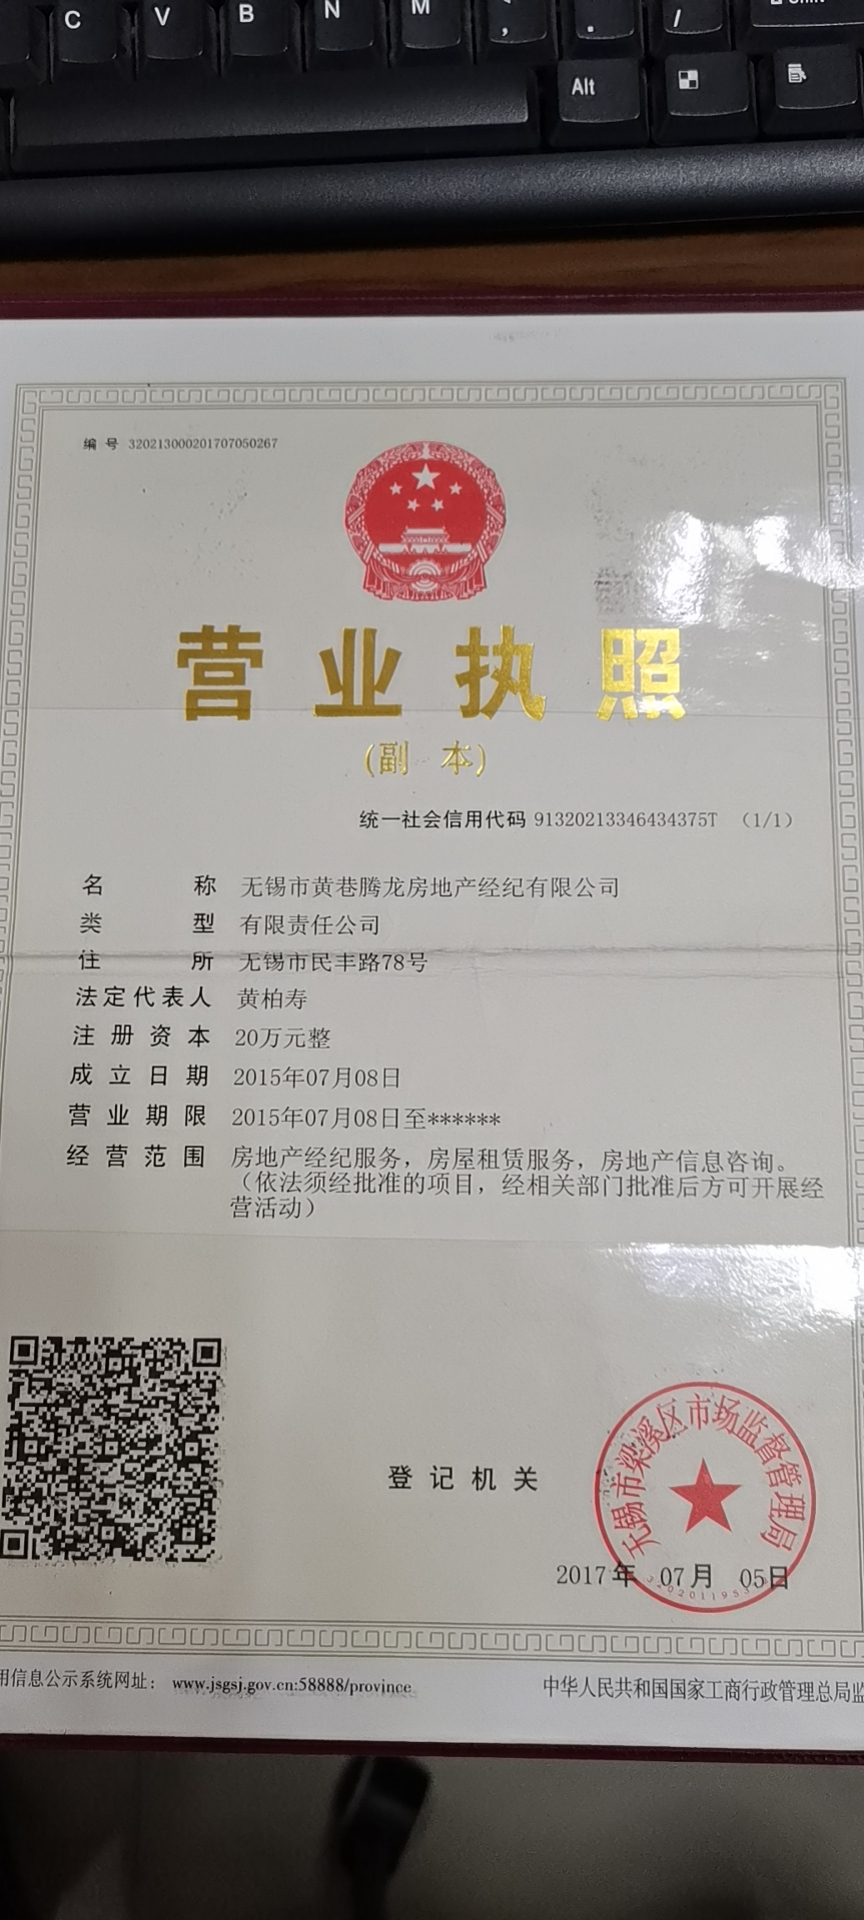 C V B N M , . / Shift
Alt
编号 320213000201707050267
营业执照
(副 本)
统一社会信用代码 91320213346434375T (1/1)
名称 无锡市黄巷腾龙房地产经纪有限公司
类型 有限责任公司
住所 无锡市民丰路78号
法定代表人 黄柏寿
注册资本 20万元整
成立日期 2015年07月08日
营业期限 2015年07月08日至******
经营范围 房地产经纪服务，房屋租赁服务，房地产信息咨询。
（依法须经批准的项目，经相关部门批准后方可开展经
营活动）
无锡市梁溪区市场监督管理局
登记机关
2017年 07月 05日
用信息公示系统网址： www.jsgsj.gov.cn:58888/province
中华人民共和国国家工商行政管理总局监